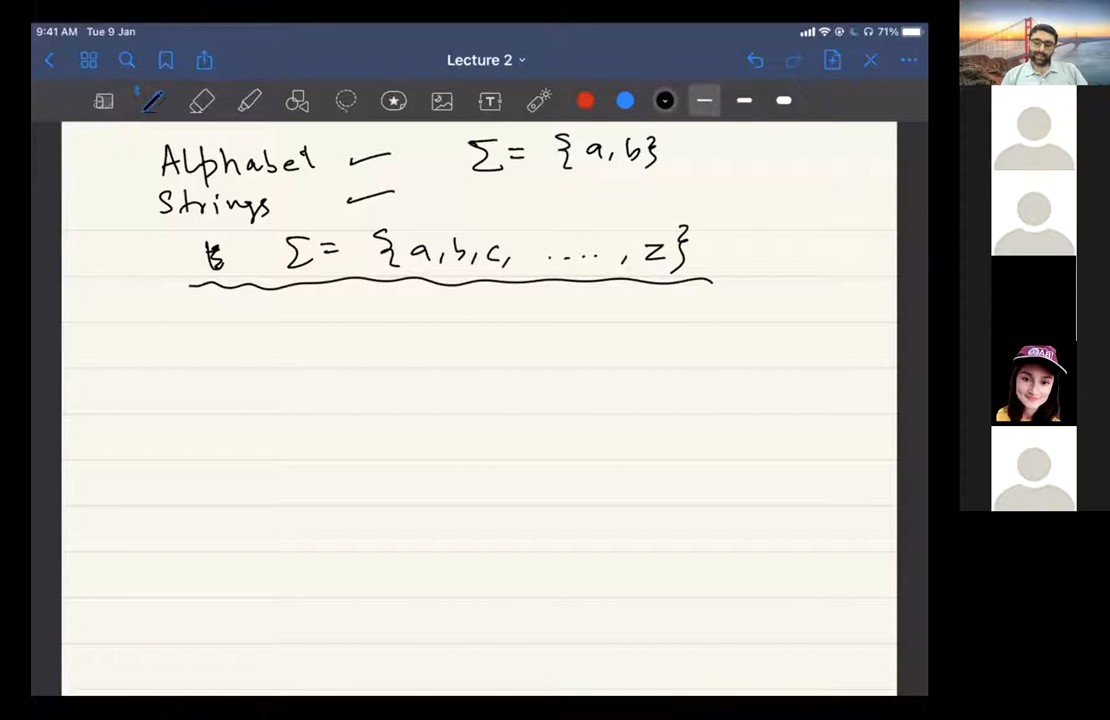 9:41 AM Tue 9 Jan 71%
Lecture 2
Alphabet ✓ Σ = {a, b}
Strings ✓
Σ = {a, b, c, ...., z}